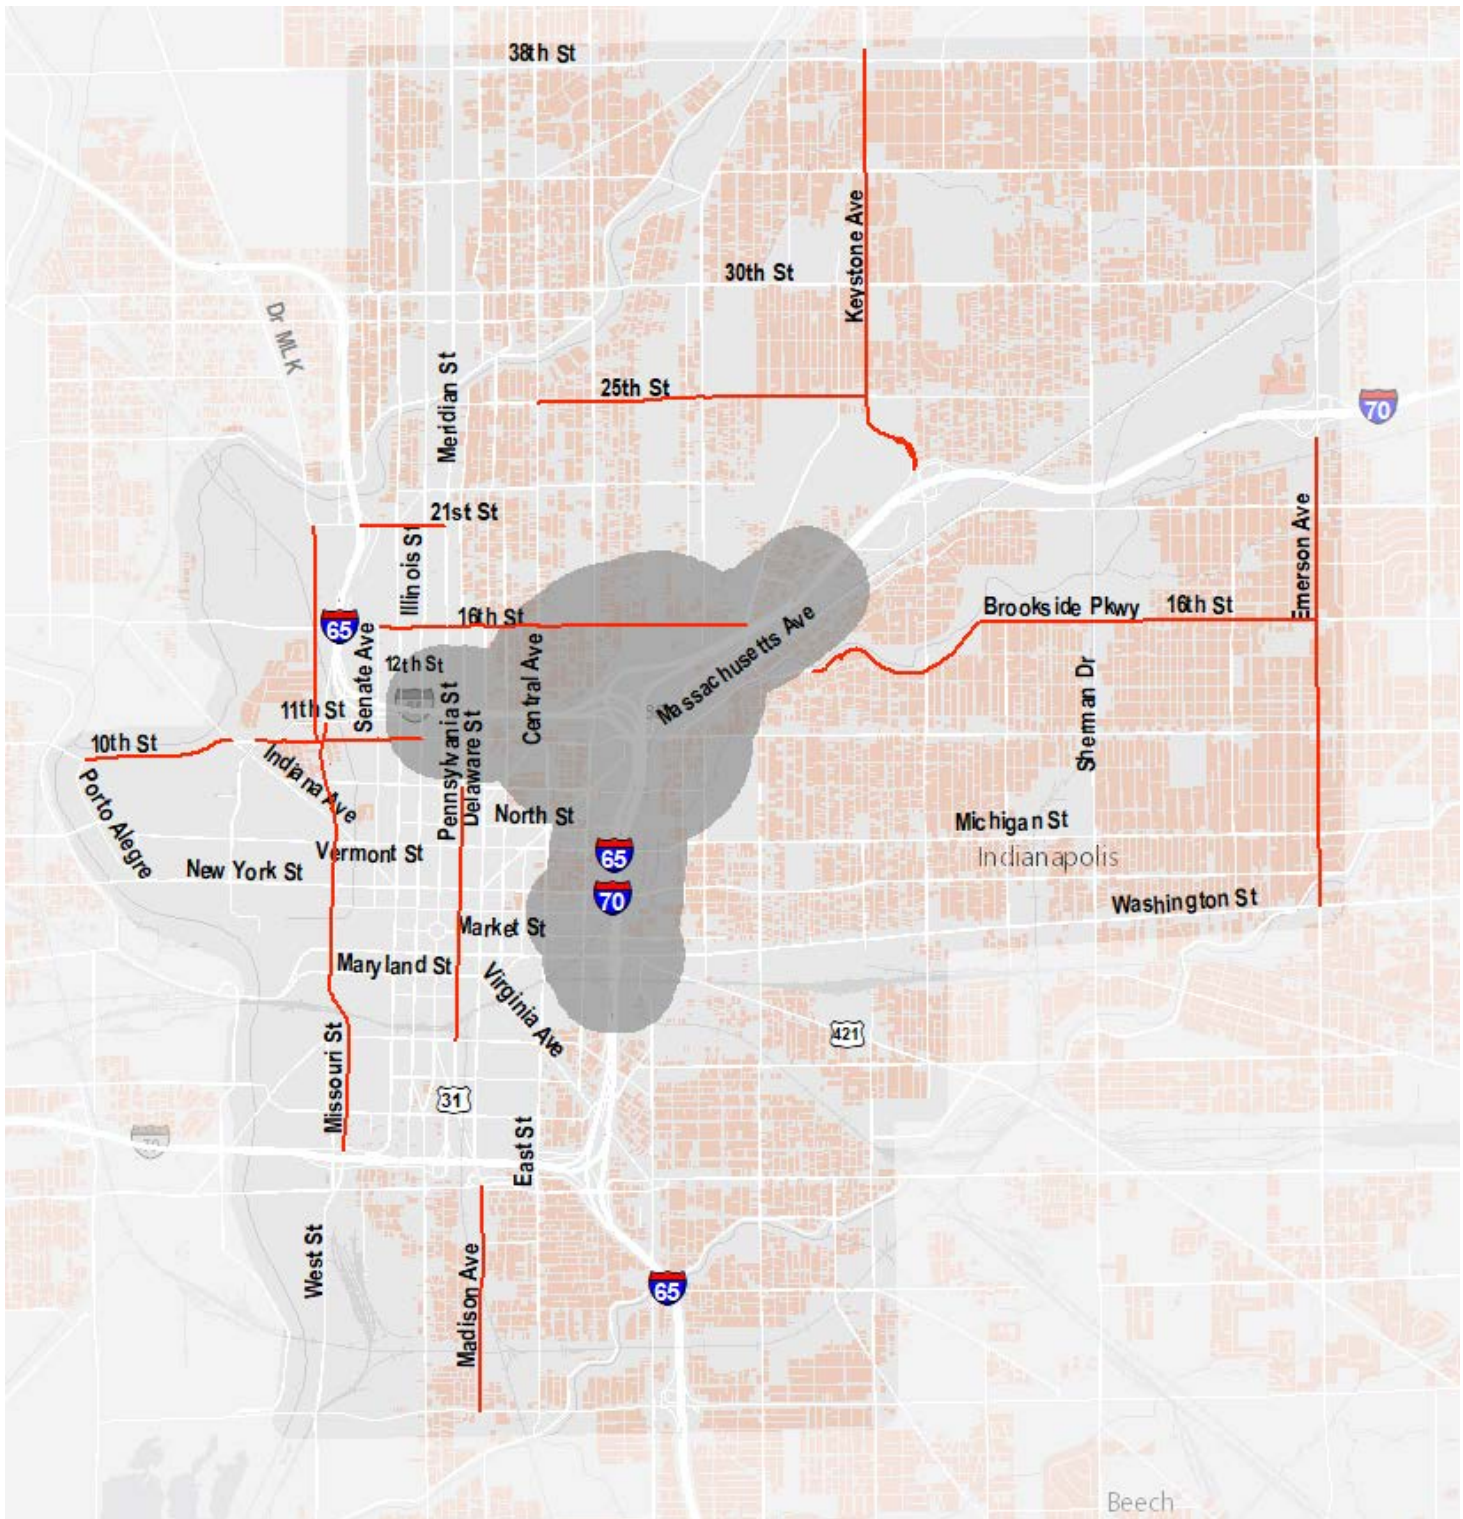 38th St
Keystone Ave
30th St
Dr MLK
Meridian St
25th St
70
21st St
Illinois St
Emerson Ave
16th St
Brookside Pkwy
16th St
65
Senate Ave
12th St
Central Ave
Massachusetts Ave
Sherman Dr
11th St
Pennsylvania St
Delaware St
10th St
Indiana Ave
Porto Alegre
North St
Michigan St
Vermont St
65
Indianapolis
New York St
70
Washington St
Market St
Maryland St
Virginia Ave
Missouri St
421
31
70
East St
West St
Madison Ave
65
Beech